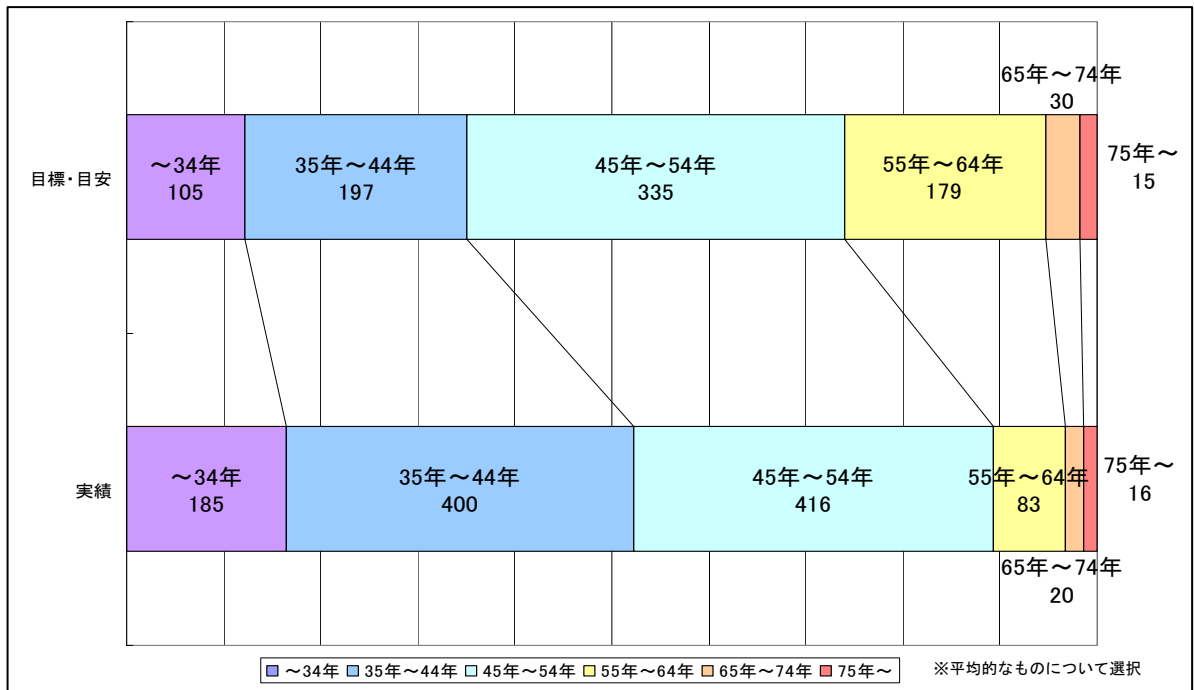 65年～74年
30
目標・目安
～34年
105
35年～44年
197
45年～54年
335
55年～64年
179
75年～
15
実績
～34年
185
35年～44年
400
45年～54年
416
55年～64年
83
75年～
16
65年～74年
20
～34年 35年～44年 45年～54年 55年～64年 65年～74年 75年～
※平均的なものについて選択